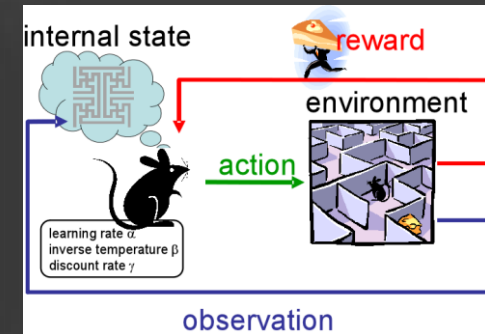 internal state
reward
environment
action
learning rate α
inverse temperature β
discount rate γ
observation